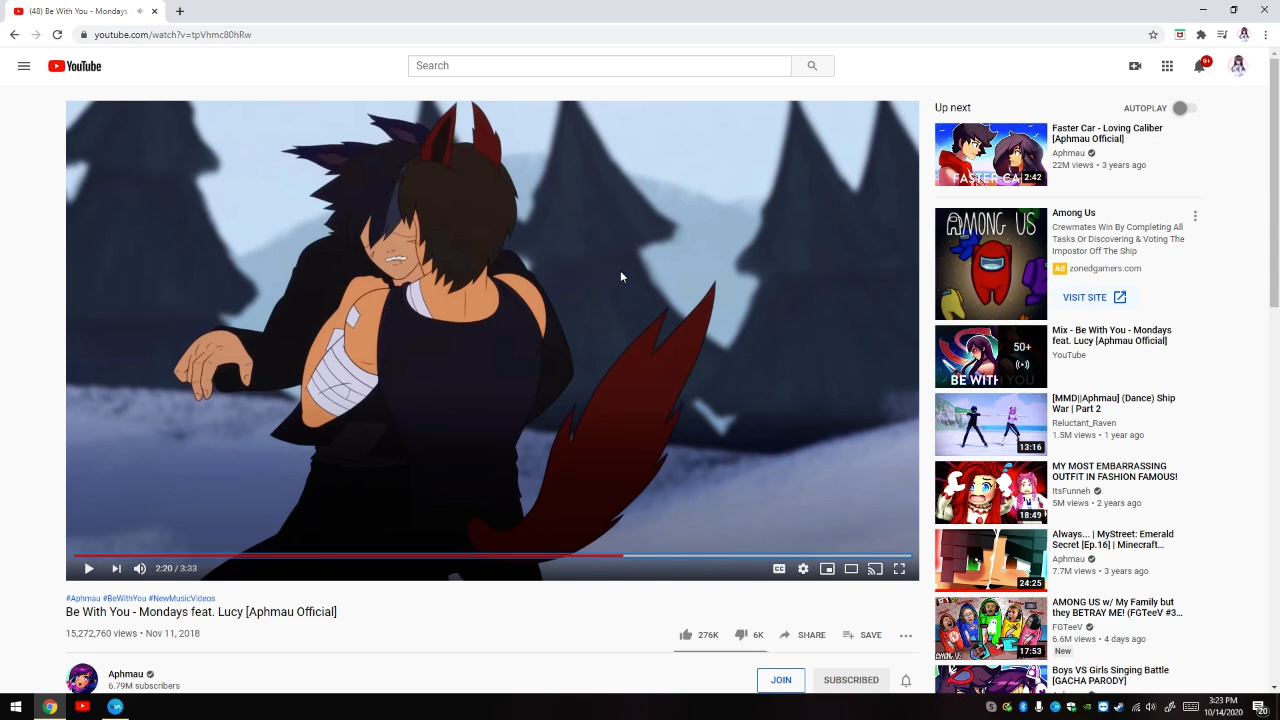 (48) Be With You - Mondays
youtube.com/watch?v=tpVhmc80hRw
YouTube
Search
9+
2:20 / 3:33
CC
#Aphmau #BeWithYou #NewMusicVideos
Be With You - Mondays feat. Lucy [Aphmau Official]
15,272,760 views • Nov 11, 2018
276K
6K
SHARE
SAVE
Aphmau
6.79M subscribers
JOIN
SUBSCRIBED
Up next
AUTOPLAY
FASTER CA
2:42
Faster Car - Loving Caliber
[Aphmau Official]
Aphmau
22M views • 3 years ago
AMONG US
Among Us
Crewmates Win By Completing All
Tasks Or Discovering & Voting The
Impostor Off The Ship
Ad zonedgamers.com
VISIT SITE
BE WITH YOU
50+
Mix - Be With You - Mondays
feat. Lucy [Aphmau Official]
YouTube
13:16
[MMD||Aphmau] (Dance) Ship
War | Part 2
Reluctant_Raven
1.5M views • 1 year ago
18:49
MY MOST EMBARRASSING
OUTFIT IN FASHION FAMOUS!
ItsFunneh
5M views • 2 years ago
24:25
Always... | MyStreet: Emerald
Secret [Ep.16] | Minecraft...
Aphmau
7.7M views • 3 years ago
AMONG US
17:53
AMONG US w/ My Family but
they BETRAY ME! (FGTeeV #3...
FGTeeV
6.6M views • 4 days ago
New
Boys VS Girls Singing Battle
[GACHA PARODY]
3:23 PM
10/14/2020
20